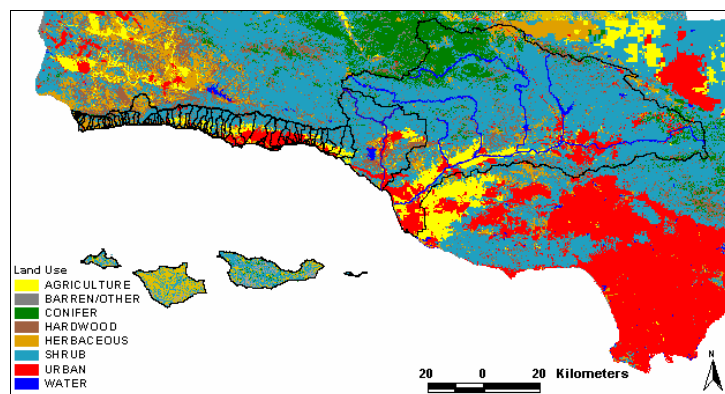 Land Use
AGRICULTURE
BARREN/OTHER
CONIFER
HARDWOOD
HERBACEOUS
SHRUB
URBAN
WATER
20 0 20 Kilometers
N